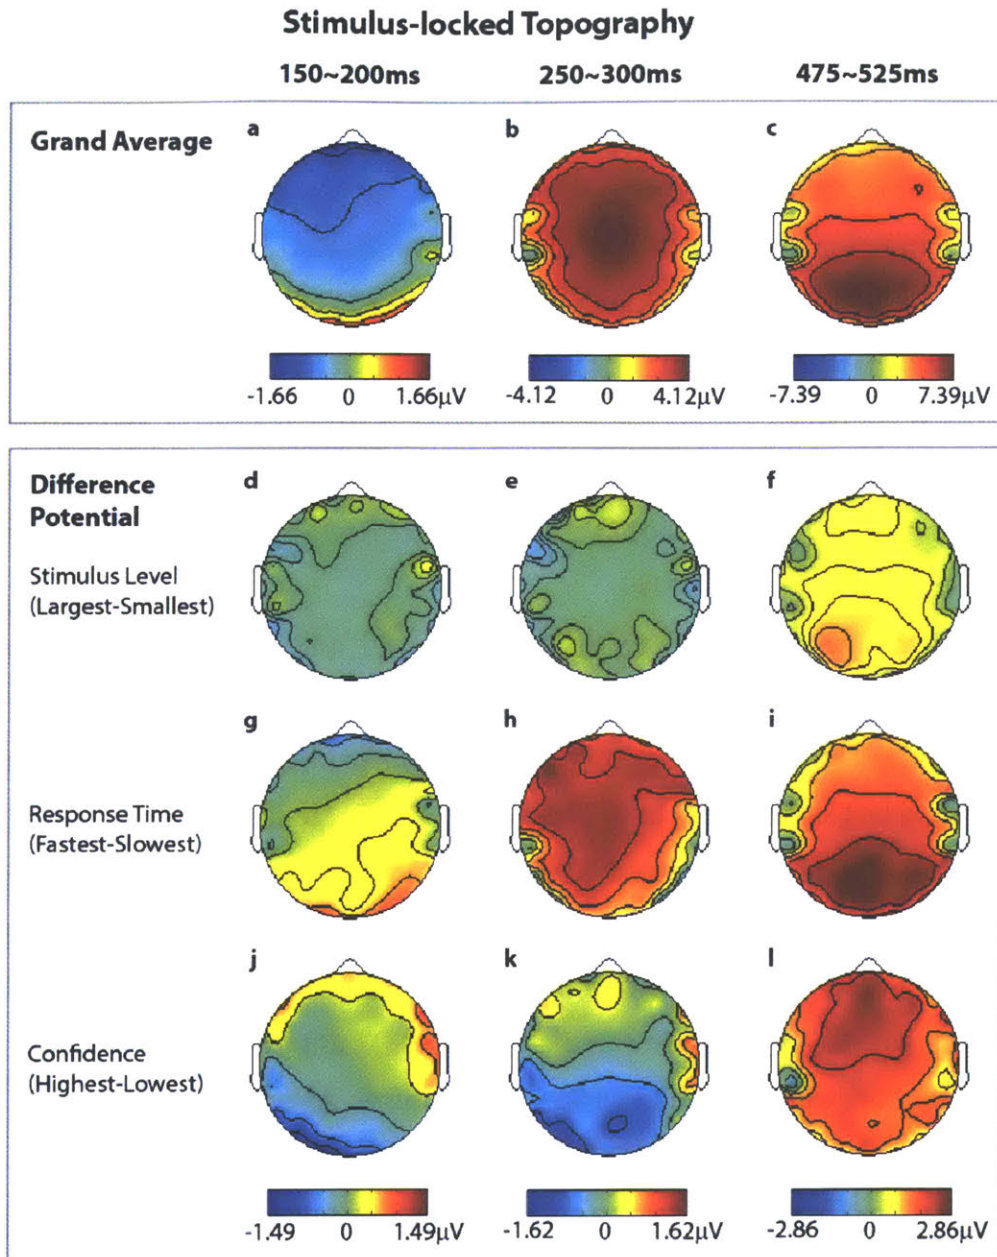 Stimulus-locked Topography
150~200ms 250~300ms 475~525ms
Grand Average
a b c
-1.66 0 1.66µV -4.12 0 4.12µV -7.39 0 7.39µV
Difference
Potential
d e f
Stimulus Level
(Largest-Smallest)
g h i
Response Time
(Fastest-Slowest)
j k l
Confidence
(Highest-Lowest)
-1.49 0 1.49µV -1.62 0 1.62µV -2.86 0 2.86µV